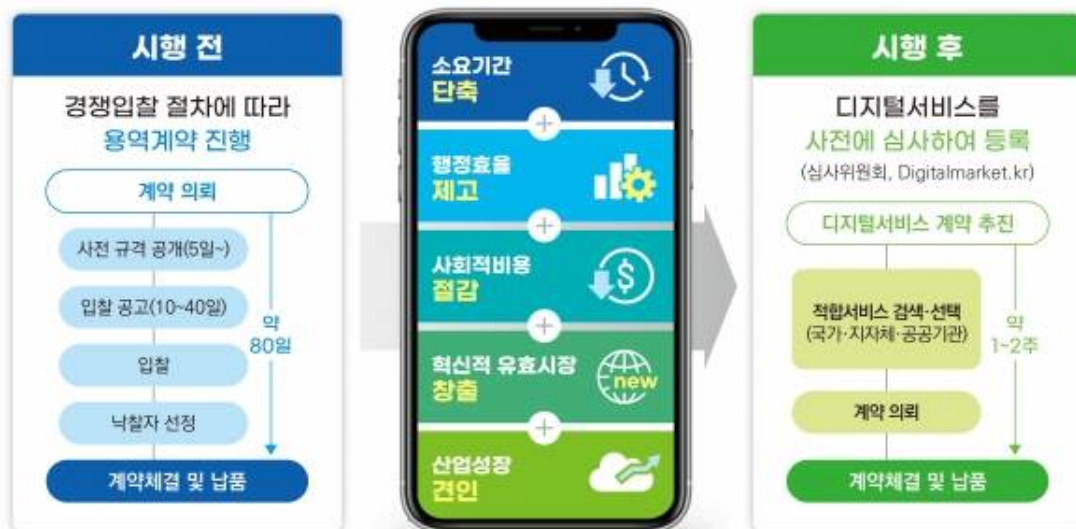 시행 전
경쟁입찰 절차에 따라
용역계약 진행
계약 의뢰
사전 규격 공개(5일~)
입찰 공고(10~40일)
입찰
낙찰자 선정
약
80일
계약체결 및 납품
소요기간
단축
행정효율
제고
사회적비용
절감
혁신적 유효시장
창출
new
산업성장
견인
시행 후
디지털서비스를
사전에 심사하여 등록
(심사위원회, Digitalmarket.kr)
디지털서비스 계약 추진
적합서비스 검색·선택
(국가·지자체·공공기관)
약
1~2주
계약 의뢰
계약체결 및 납품